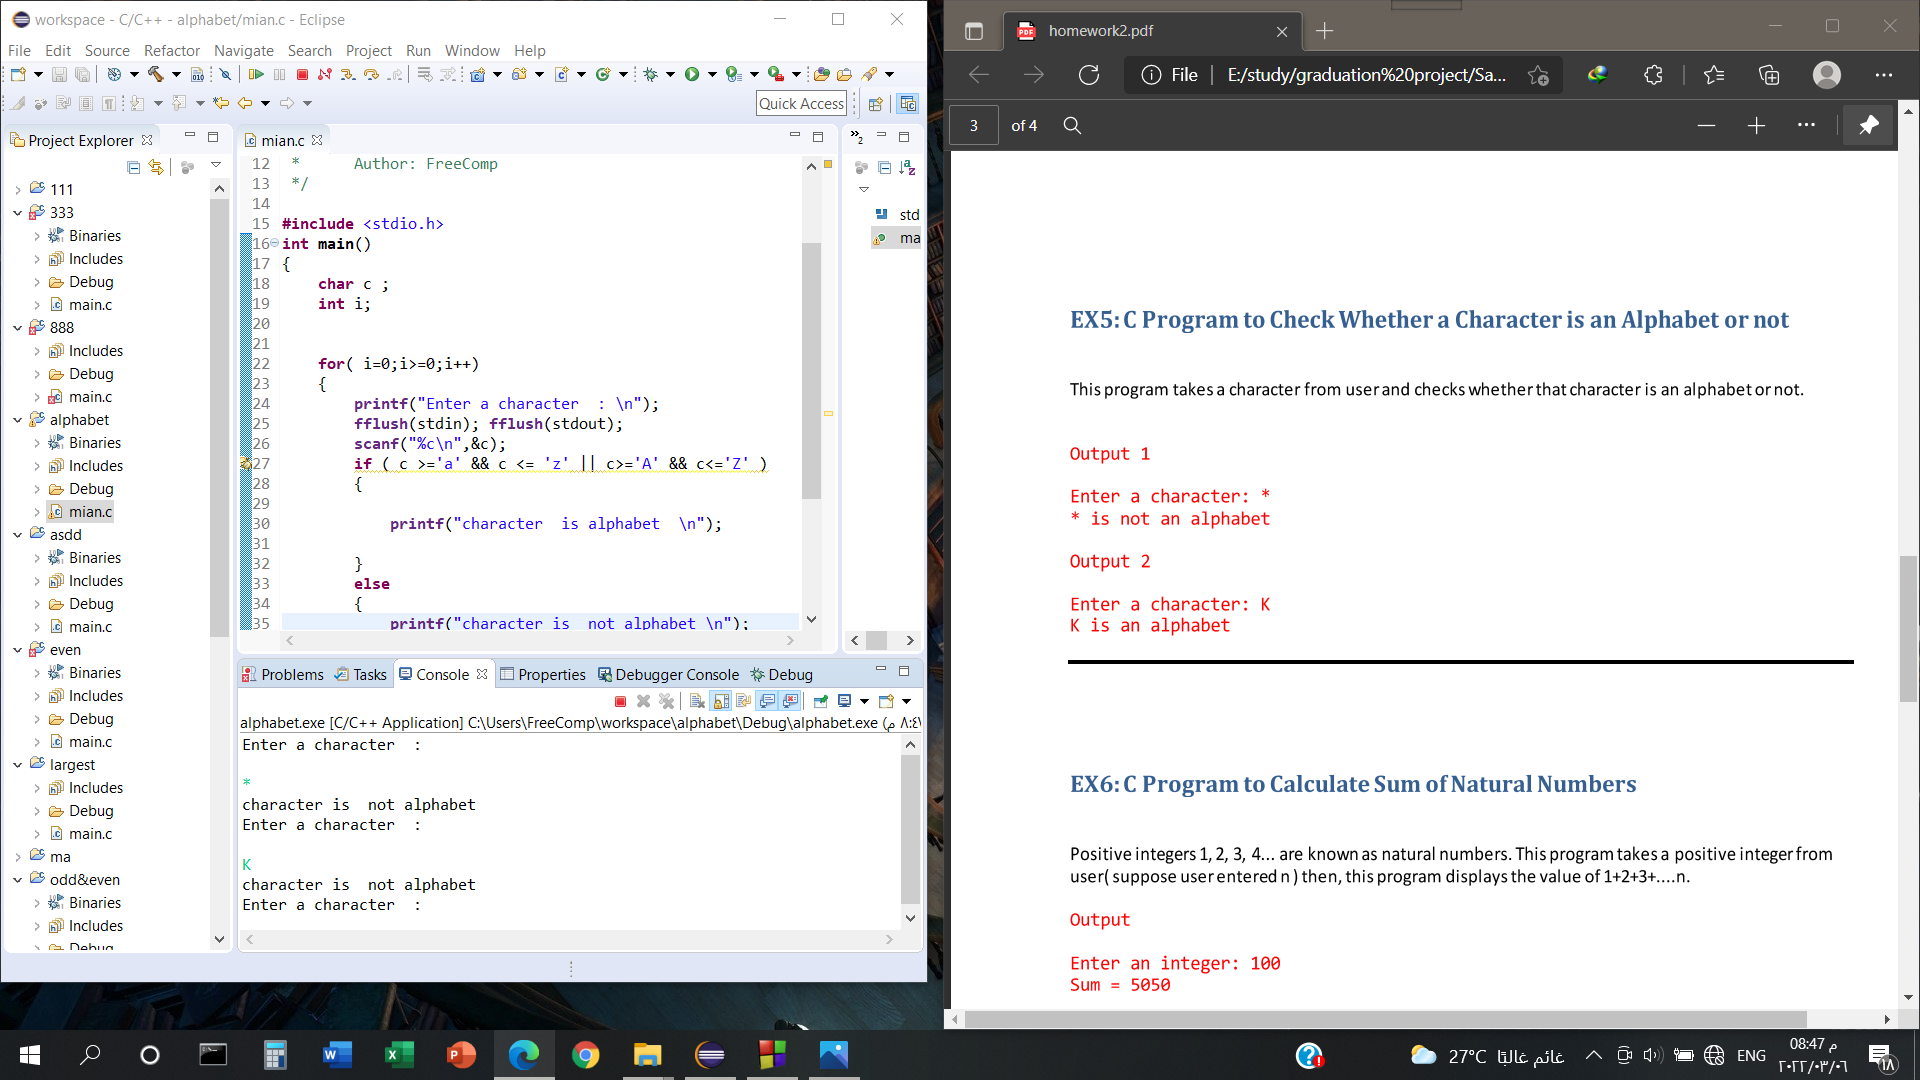 workspace - C/C++ - alphabet/mian.c - Eclipse
File Edit Source Refactor Navigate Search Project Run Window Help
Quick Access
Project Explorer
111
333
Binaries
Includes
Debug
main.c
888
Includes
Debug
main.c
alphabet
Binaries
Includes
Debug
mian.c
asdd
Binaries
Includes
Debug
main.c
even
Binaries
Includes
Debug
main.c
largest
Includes
Debug
main.c
ma
odd&even
Binaries
Includes
Debug
mian.c
12 * Author: FreeComp
13 */
14
15 #include <stdio.h>
16 int main()
17 {
18 char c ;
19 int i;
20
21
22 for( i=0;i>=0;i++)
23 {
24 printf("Enter a character  : \n");
25 fflush(stdin); fflush(stdout);
26 scanf("%c\n",&c);
27 if ( c >='a' && c <= 'z' || c>='A' && c<='Z' )
28 {
29
30 printf("character  is alphabet  \n");
31
32 }
33 else
34 {
35 printf("character is  not alphabet \n");
2
std
ma
Problems Tasks Console Properties Debugger Console Debug
alphabet.exe [C/C++ Application] C:\Users\FreeComp\workspace\alphabet\Debug\alphabet.exe (م ٨:٤٧
Enter a character  :
*
character is  not alphabet
Enter a character  :
K
character is  not alphabet
Enter a character  :
PDF homework2.pdf
File E:/study/graduation%20project/Sa...
3 of 4
EX5: C Program to Check Whether a Character is an Alphabet or not
This program takes a character from user and checks whether that character is an alphabet or not.
Output 1
Enter a character: *
* is not an alphabet
Output 2
Enter a character: K
K is an alphabet
EX6: C Program to Calculate Sum of Natural Numbers
Positive integers 1, 2, 3, 4... are known as natural numbers. This program takes a positive integer from
user( suppose user entered n ) then, this program displays the value of 1+2+3+....n.
Output
Enter an integer: 100
Sum = 5050
27°C غائم غالبًا
ENG
08:47 م
٢٠٢٢/٠٣/٠٦
١٨